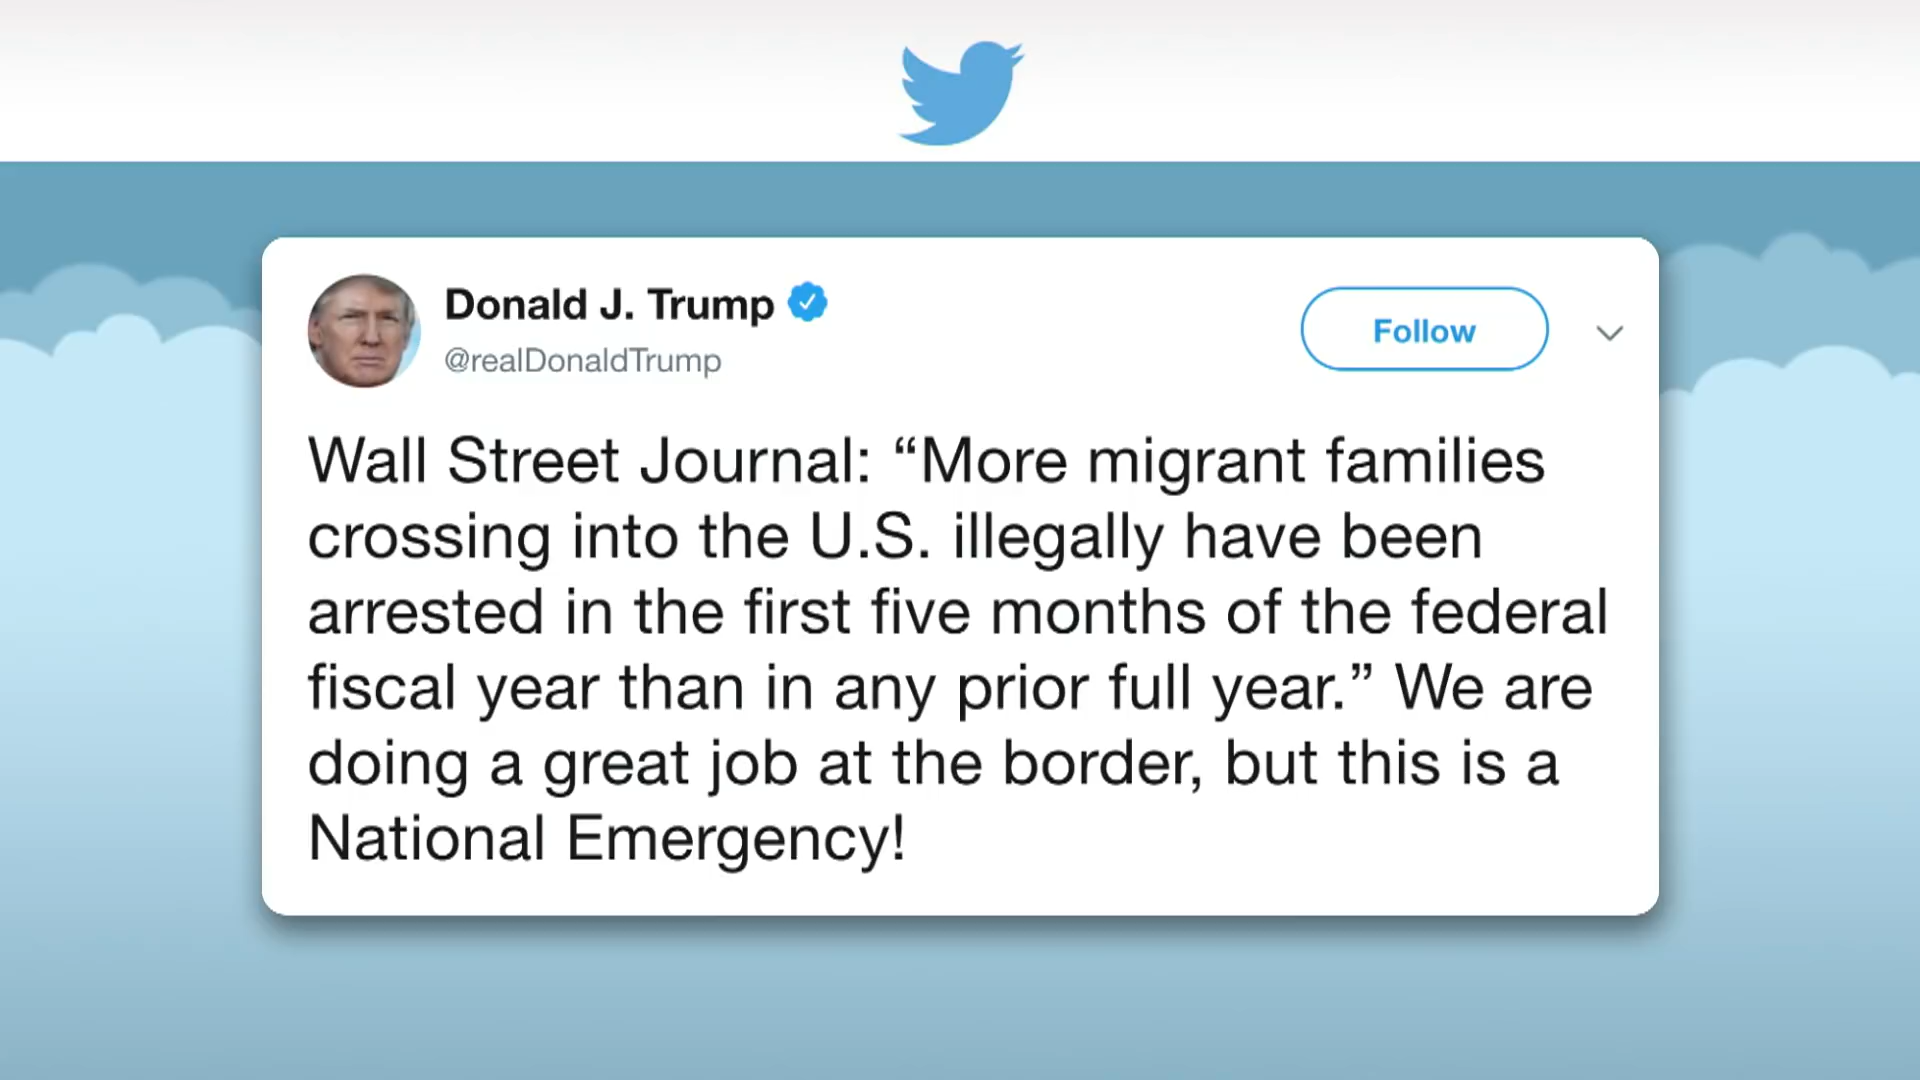 Donald J. Trump
@realDonaldTrump
Follow
Wall Street Journal: “More migrant families
crossing into the U.S. illegally have been
arrested in the first five months of the federal
fiscal year than in any prior full year.” We are
doing a great job at the border, but this is a
National Emergency!